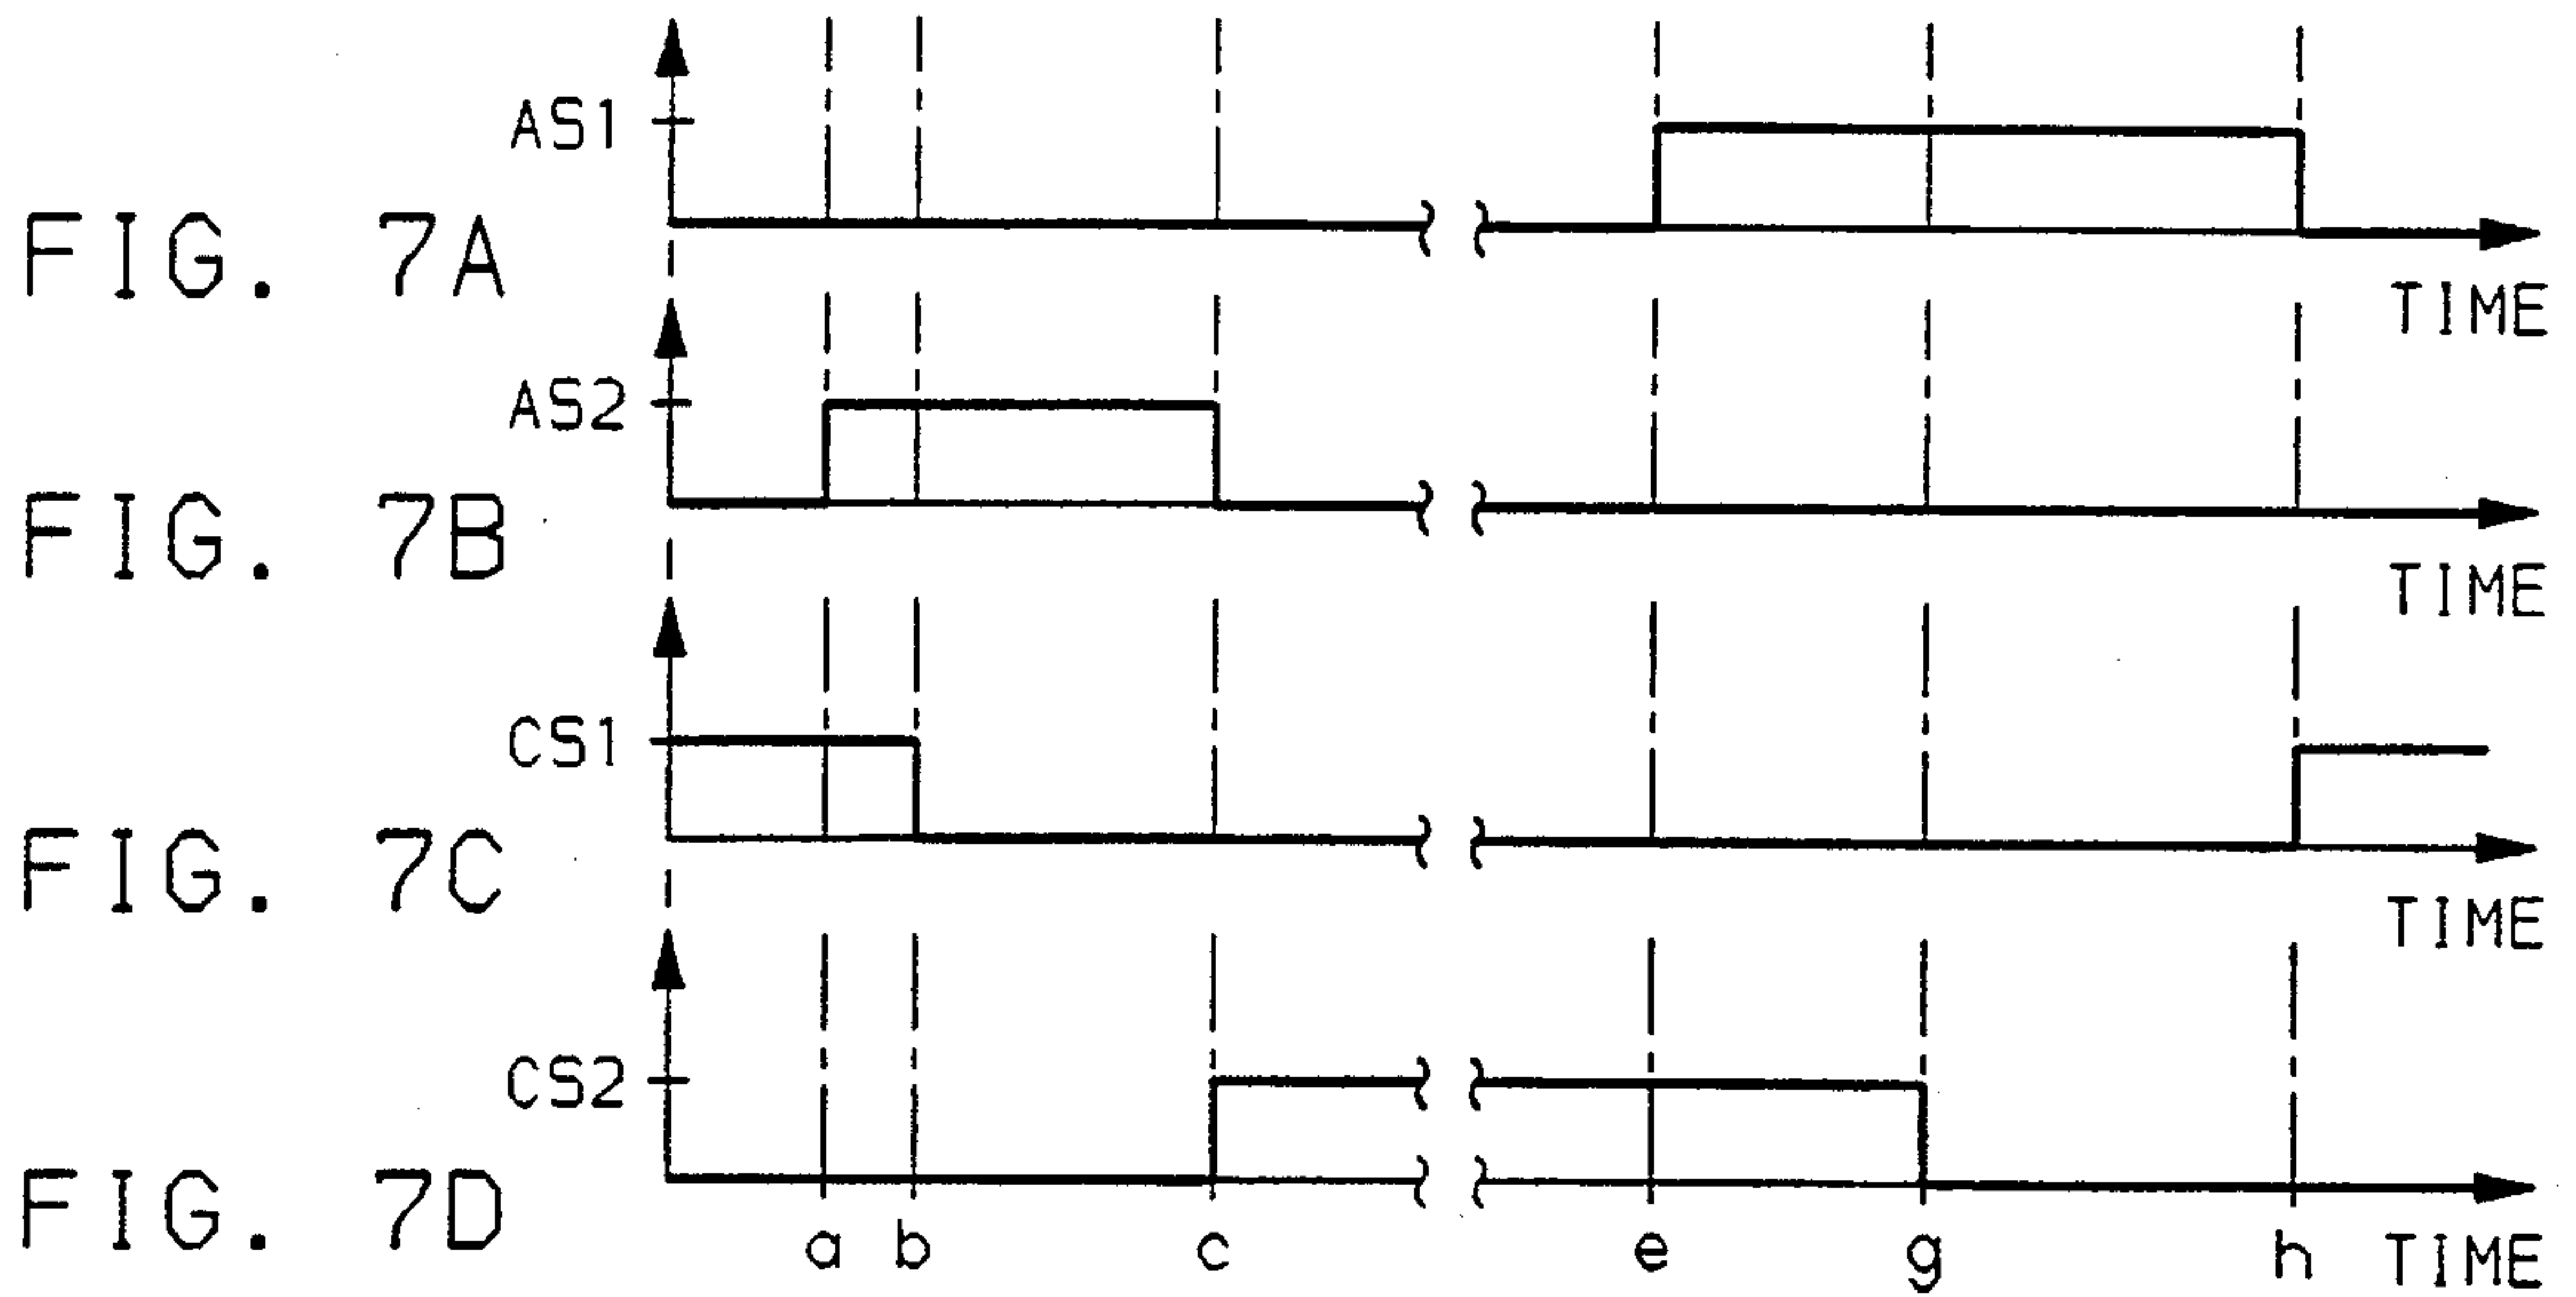 AS1
FIG. 7A
TIME
AS2
FIG. 7B
TIME
CS1
FIG. 7C
TIME
CS2
FIG. 7D
a b c e g h TIME